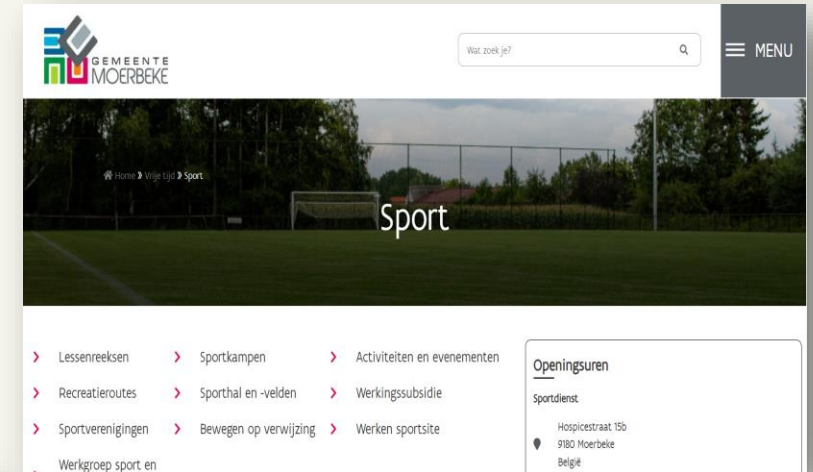 GEMEENTE
MOERBEKE
Wat zoek je?
MENU
Home » Vrije tijd » Sport
Sport
Lessenreeksen
Sportkampen
Activiteiten en evenementen
Recreatieroutes
Sporthal en -velden
Werkingssubsidie
Sportverenigingen
Bewegen op verwijzing
Werken sportsite
Werkgroep sport en
Openingsuren
Sportdienst
Hospicestraat 15b
9180 Moerbeke
België